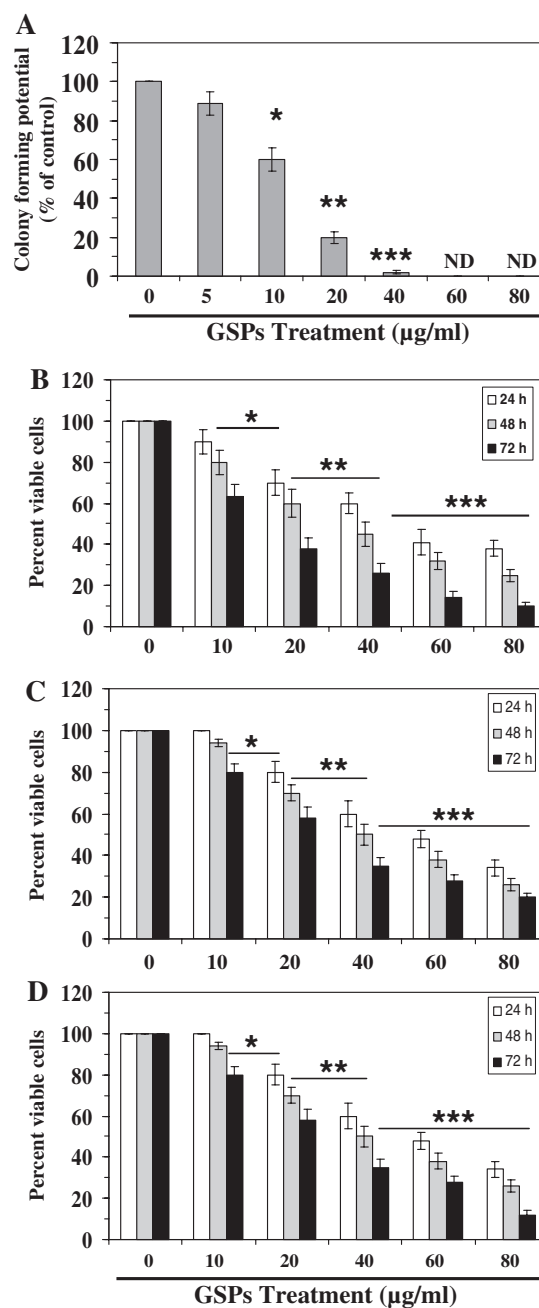 A
120
100
80
60
40
20
0
Colony forming potential
(% of control)
*
**
***
ND
ND
0 5 10 20 40 60 80
GSPs Treatment (µg/ml)
B
120
100
80
60
40
20
0
Percent viable cells
24 h
48 h
72 h
*
**
***
0 10 20 40 60 80
C
120
100
80
60
40
20
0
Percent viable cells
24 h
48 h
72 h
*
**
***
0 10 20 40 60 80
D
120
100
80
60
40
20
0
Percent viable cells
24 h
48 h
72 h
*
**
***
0 10 20 40 60 80
GSPs Treatment (µg/ml)